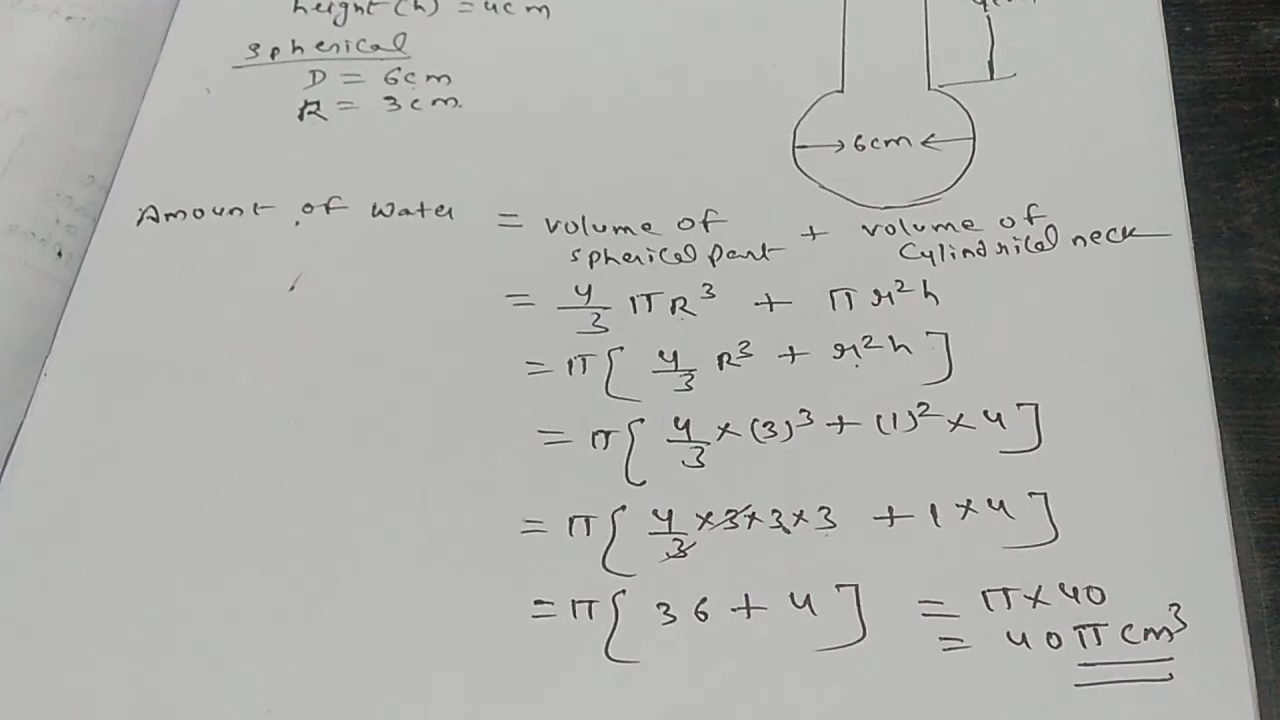 height (h) = 4cm
spherical
D = 6cm
R = 3cm.
6cm
Amount of water = volume of spherical part + volume of cylindrical neck
= 4/3 πR³ + πr²h
= π[ 4/3 R³ + r²h ]
= π[ 4/3 × (3)³ + (1)² × 4 ]
= π[ 4/3 × 3 × 3 × 3 + 1 × 4 ]
= π[ 36 + 4 ] = π × 40
= 40 π cm³